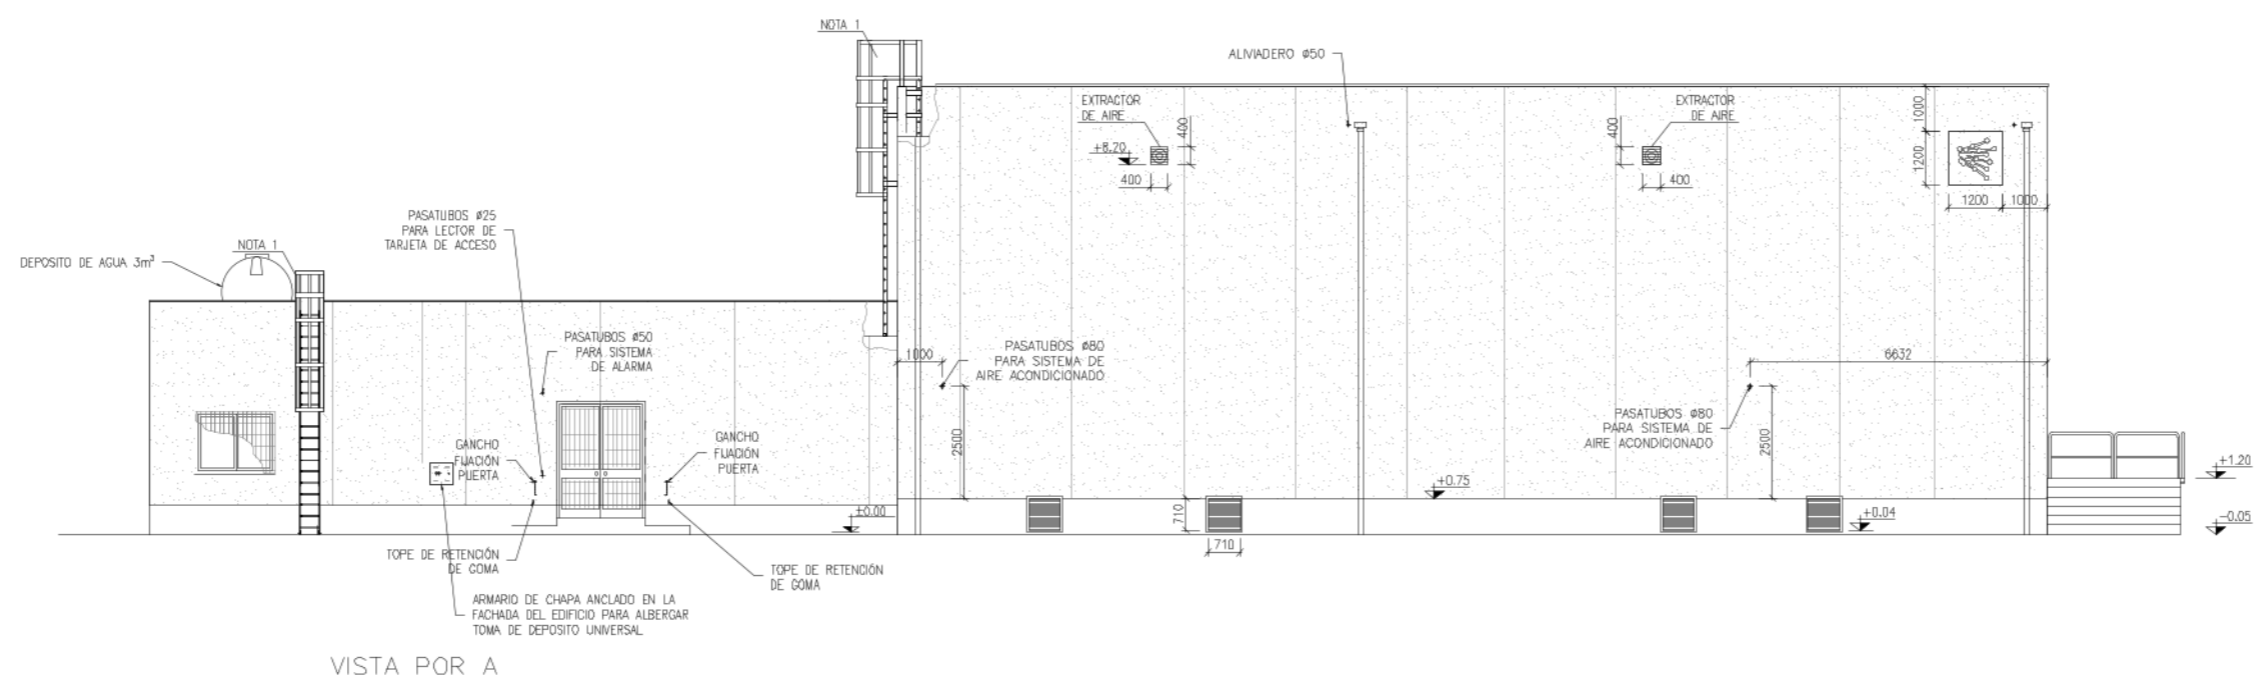 NOTA 1
ALIVIADERO ø50
EXTRACTOR
DE AIRE
400
+8.20
400
EXTRACTOR
DE AIRE
400
400
1000
1200
1200
1000
PASATUBOS ø25
PARA LECTOR DE
TARJETA DE ACCESO
NOTA 1
DEPOSITO DE AGUA 3m³
PASATUBOS ø50
PARA SISTEMA
DE ALARMA
1000
PASATUBOS ø80
PARA SISTEMA DE
AIRE ACONDICIONADO
2500
6632
PASATUBOS ø80
PARA SISTEMA DE
AIRE ACONDICIONADO
2500
GANCHO
FIJACIÓN
PUERTA
GANCHO
FIJACIÓN
PUERTA
+1.20
+0.75
±0.00
710
710
+0.04
-0.05
TOPE DE RETENCIÓN
DE GOMA
TOPE DE RETENCIÓN
DE GOMA
ARMARIO DE CHAPA ANCLADO EN LA
FACHADA DEL EDIFICIO PARA ALBERGAR
TOMA DE DEPOSITO UNIVERSAL
VISTA POR A